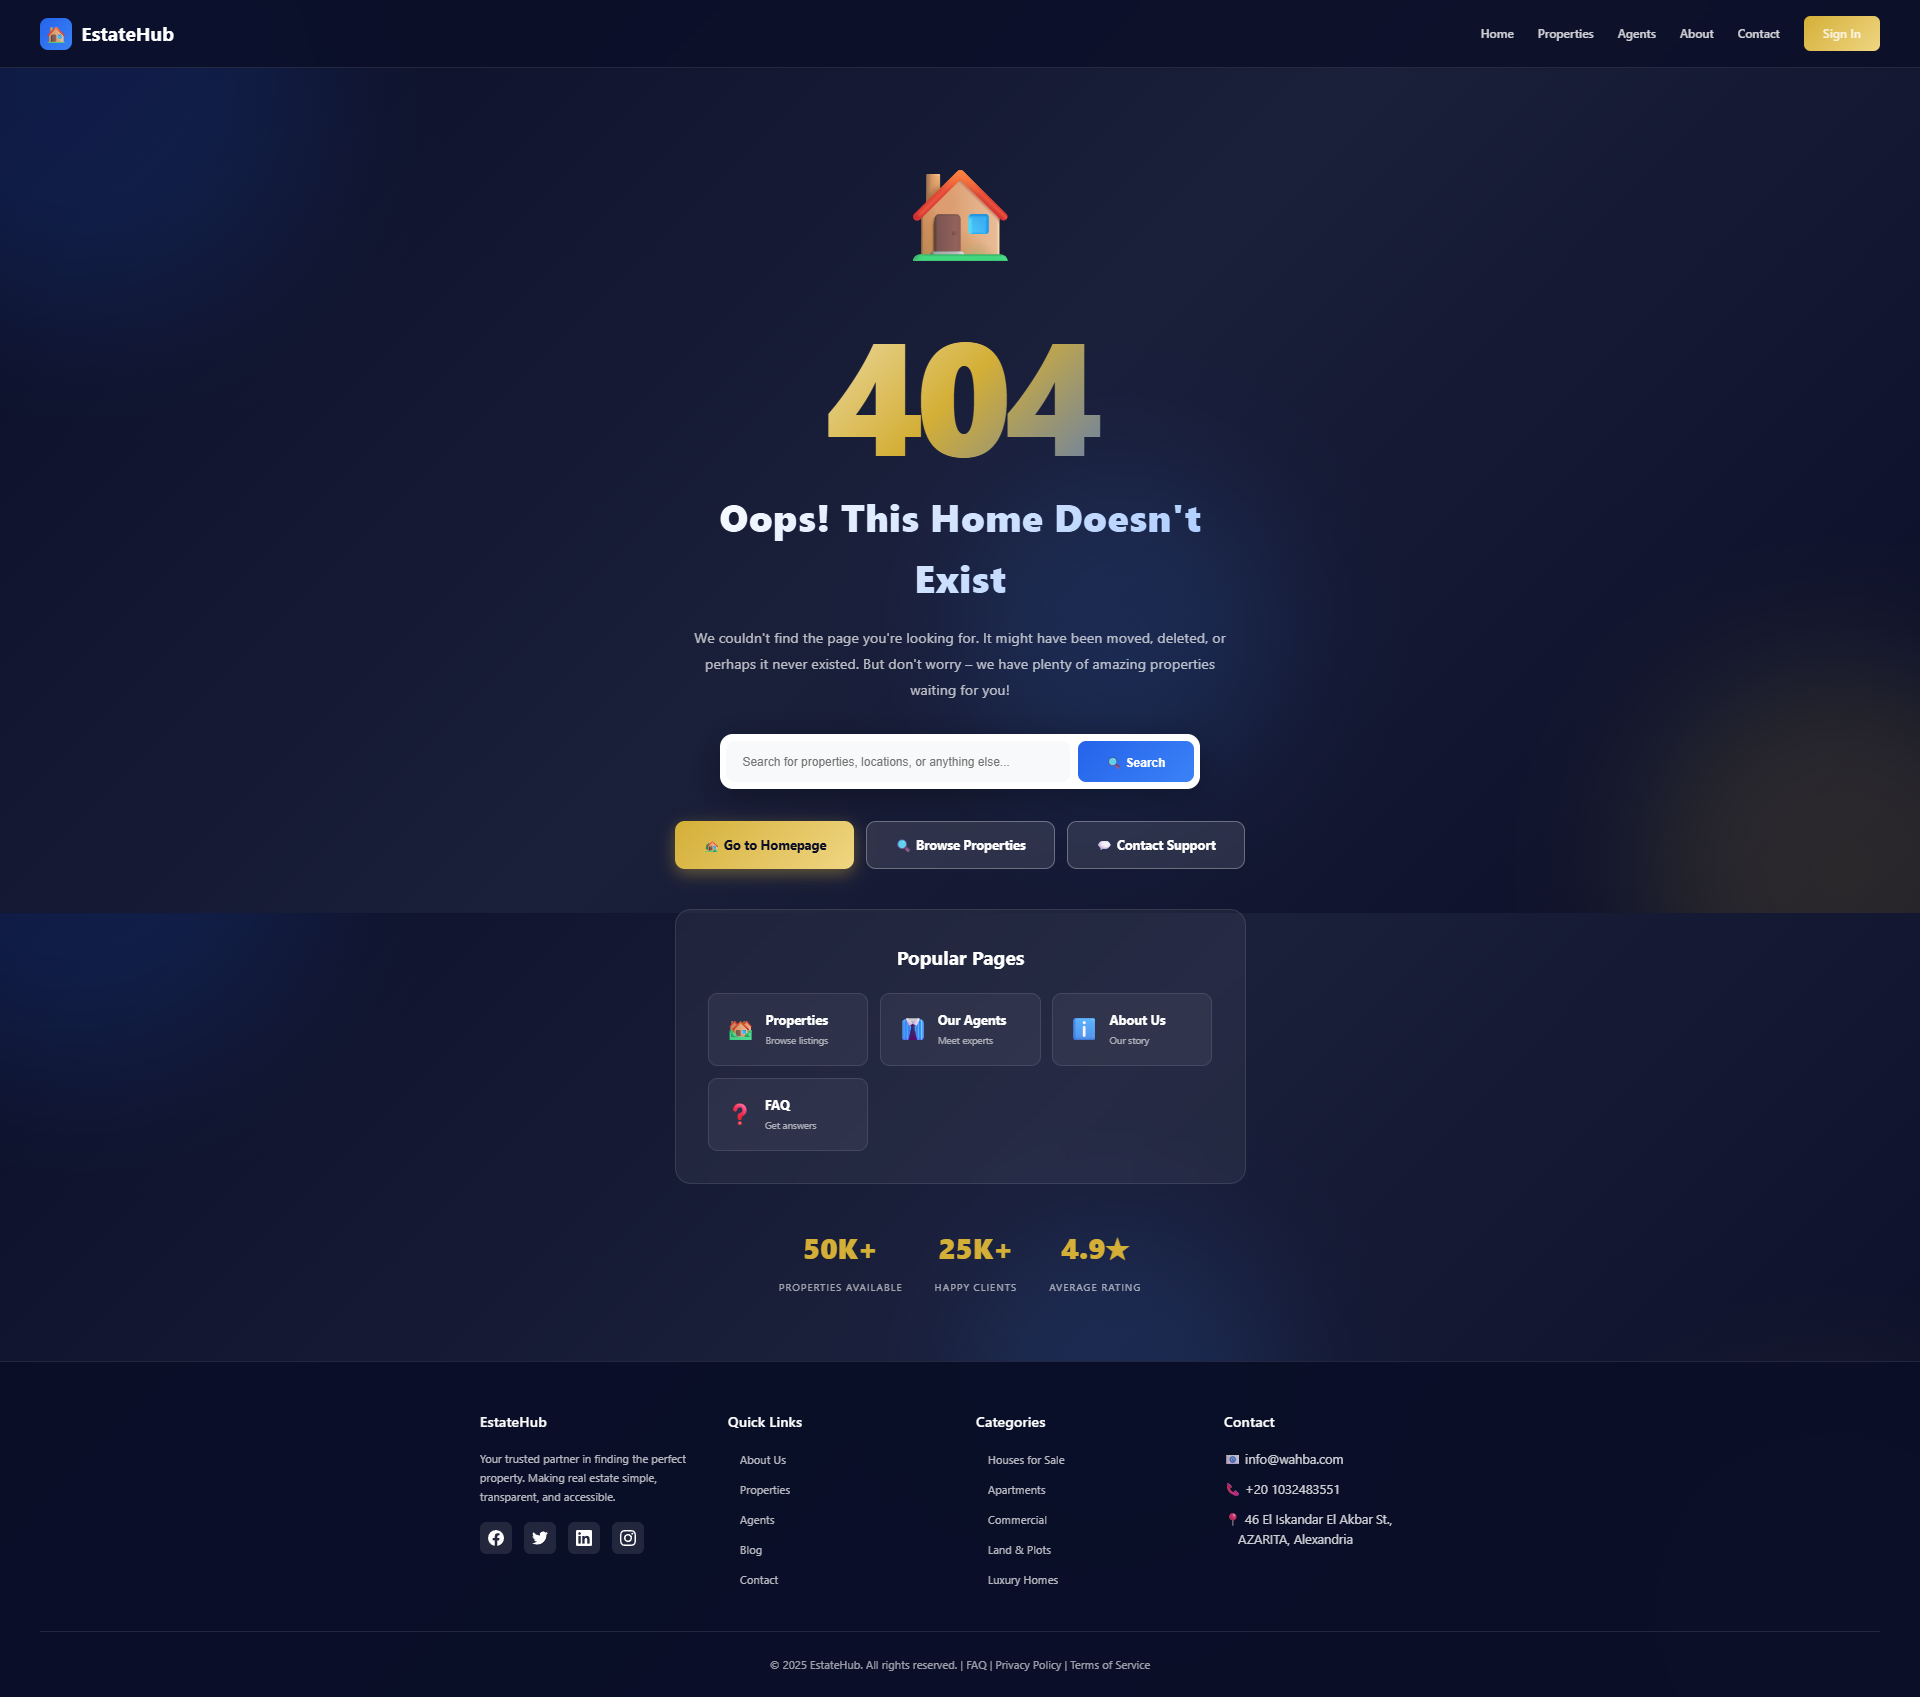 EstateHub
Home
Properties
Agents
About
Contact
Sign In
404
Oops! This Home Doesn't
Exist
We couldn't find the page you're looking for. It might have been moved, deleted, or
perhaps it never existed. But don't worry – we have plenty of amazing properties
waiting for you!
Search for properties, locations, or anything else...
Search
Go to Homepage
Browse Properties
Contact Support
Popular Pages
Properties
Browse listings
Our Agents
Meet experts
About Us
Our story
FAQ
Get answers
50K+
PROPERTIES AVAILABLE
25K+
HAPPY CLIENTS
4.9★
AVERAGE RATING
EstateHub
Your trusted partner in finding the perfect
property. Making real estate simple,
transparent, and accessible.
Quick Links
About Us
Properties
Agents
Blog
Contact
Categories
Houses for Sale
Apartments
Commercial
Land & Plots
Luxury Homes
Contact
info@wahba.com
+20 1032483551
46 El Iskandar El Akbar St.,
AZARITA, Alexandria
© 2025 EstateHub. All rights reserved. | FAQ | Privacy Policy | Terms of Service